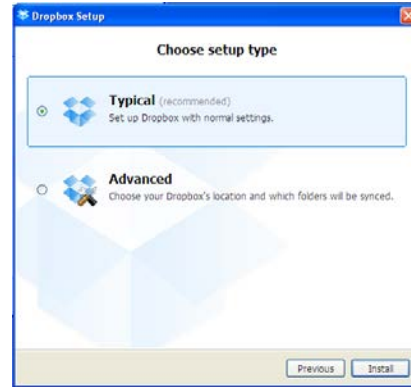 Dropbox Setup
Choose setup type
Typical (recommended)
Set up Dropbox with normal settings.
Advanced
Choose your Dropbox's location and which folders will be synced.
Previous Install